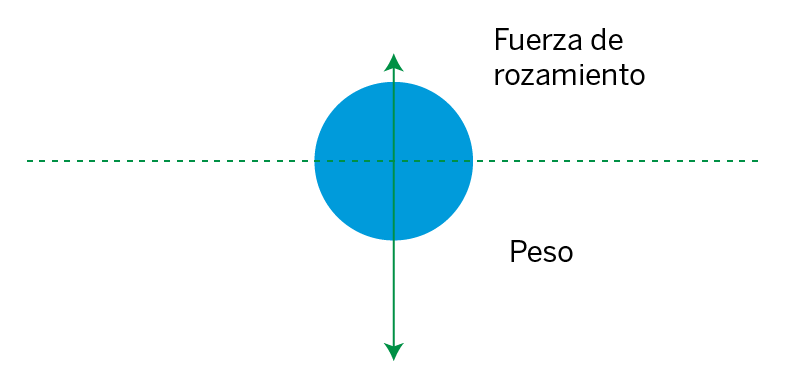 Fuerza de
rozamiento
Peso